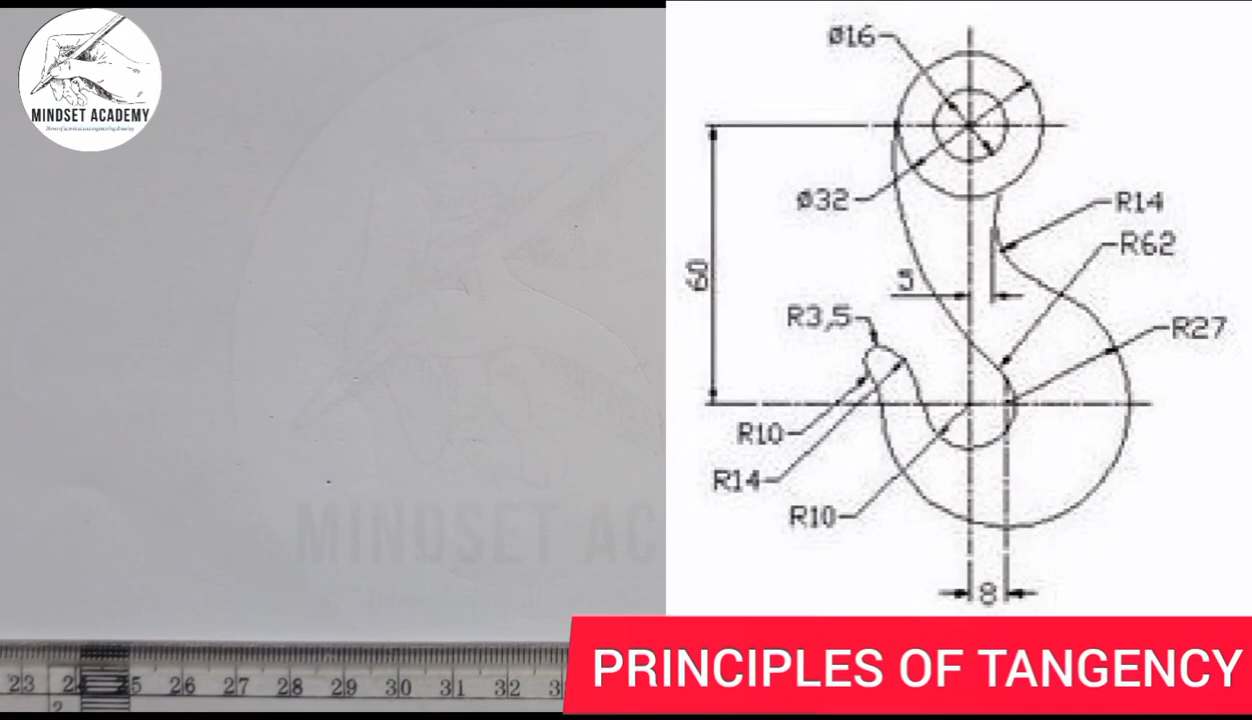 MINDSET ACADEMY
Ø16
Ø32
R14
R62
60
5
R3,5
R27
R10
R14
R10
8
MINDSET AC
23 24 25 26 27 28 29 30 31 32 3
2
PRINCIPLES OF TANGENCY